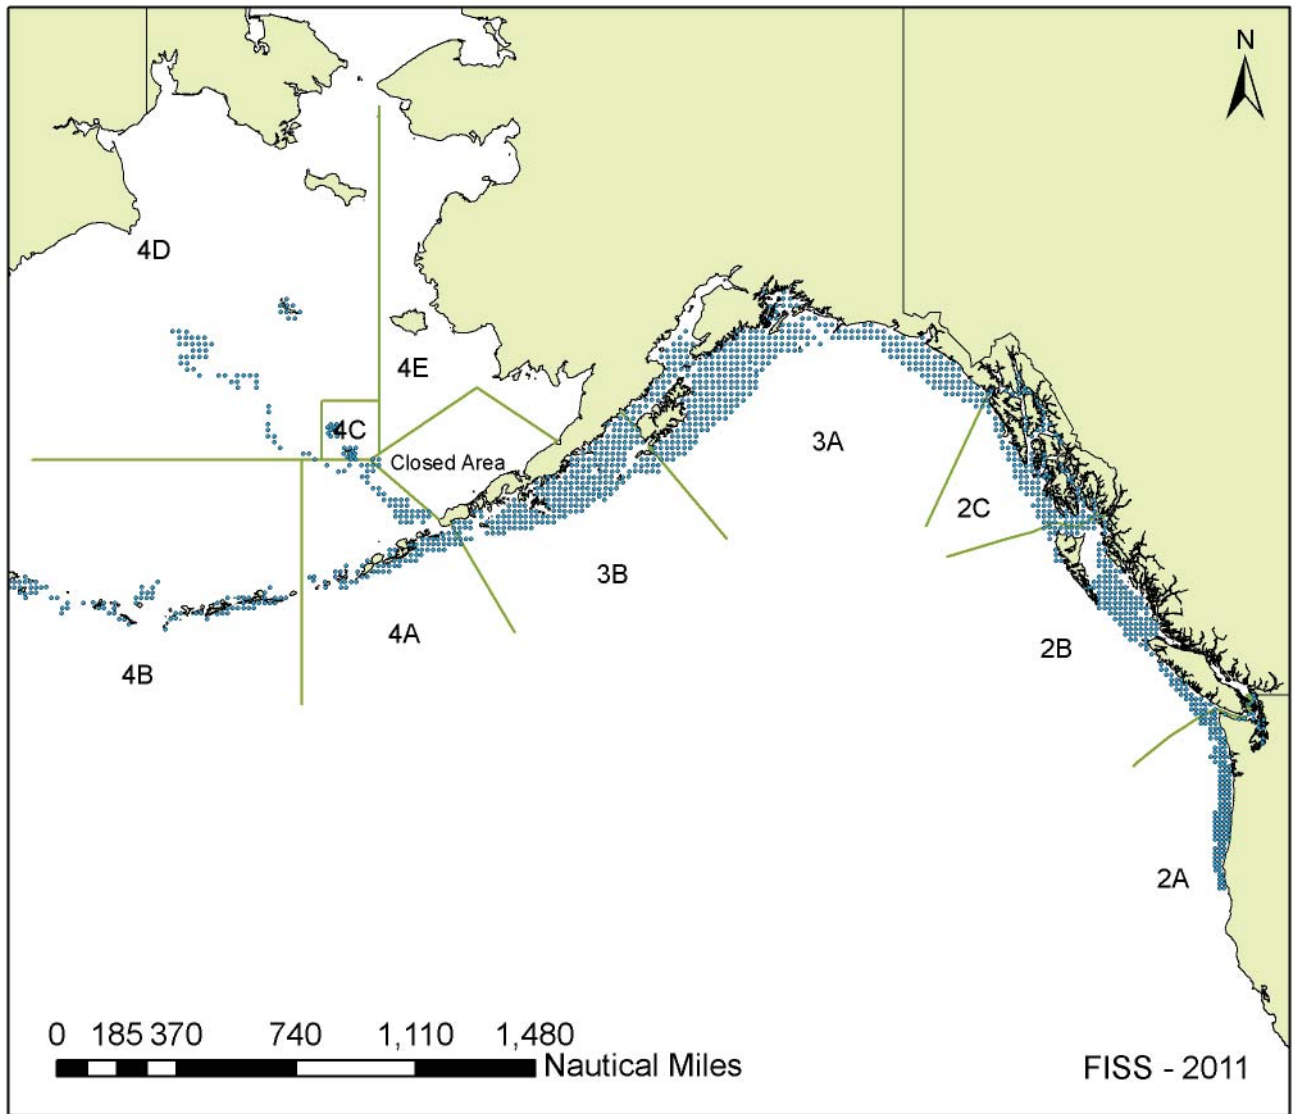 N
4D
4E
4C
Closed Area
3A
2C
3B
4A
2B
4B
2A
0 185 370 740 1,110 1,480
Nautical Miles
FISS - 2011